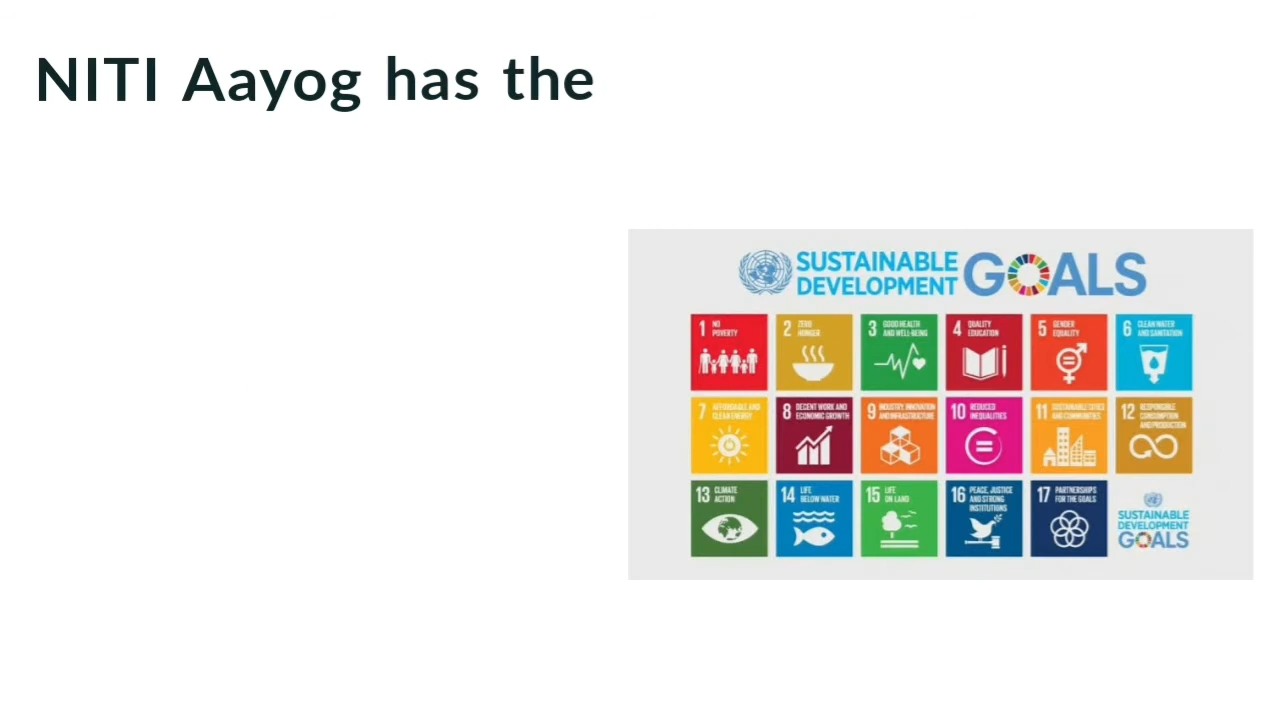 NITI Aayog has the
SUSTAINABLE
DEVELOPMENT
GOALS
1 NO
POVERTY
2 ZERO
HUNGER
3 GOOD HEALTH
AND WELL-BEING
4 QUALITY
EDUCATION
5 GENDER
EQUALITY
6 CLEAN WATER
AND SANITATION
7 AFFORDABLE AND
CLEAN ENERGY
8 DECENT WORK AND
ECONOMIC GROWTH
9 INDUSTRY, INNOVATION
AND INFRASTRUCTURE
10 REDUCED
INEQUALITIES
11 SUSTAINABLE CITIES
AND COMMUNITIES
12 RESPONSIBLE
CONSUMPTION
AND PRODUCTION
13 CLIMATE
ACTION
14 LIFE
BELOW WATER
15 LIFE
ON LAND
16 PEACE, JUSTICE
AND STRONG
INSTITUTIONS
17 PARTNERSHIPS
FOR THE GOALS
SUSTAINABLE
DEVELOPMENT
GOALS